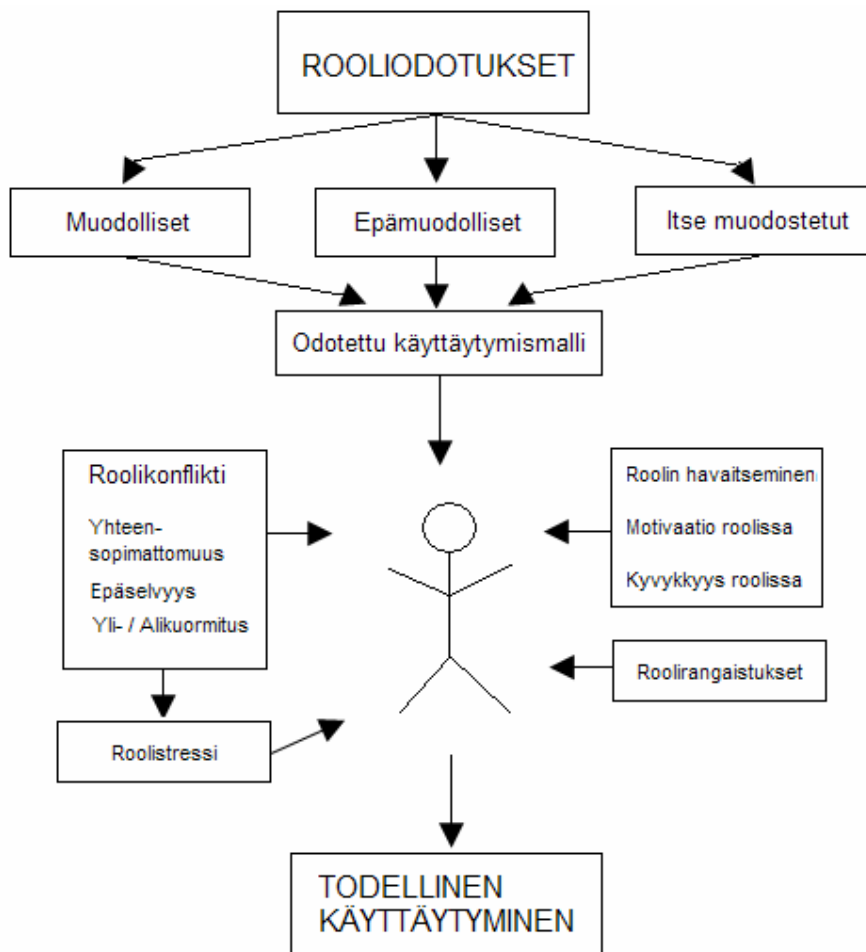 ROOLIODOTUKSET
Muodolliset
Epämuodolliset
Itse muodostetut
Odotettu käyttäytymismalli
Roolikonflikti
Yhteen-
sopimattomuus
Epäselvyys
Yli- / Alikuormitus
Roolin havaitseminen
Motivaatio roolissa
Kyvykkyys roolissa
Roolirangaistukset
Roolistressi
TODELLINEN
KÄYTTÄYTYMINEN